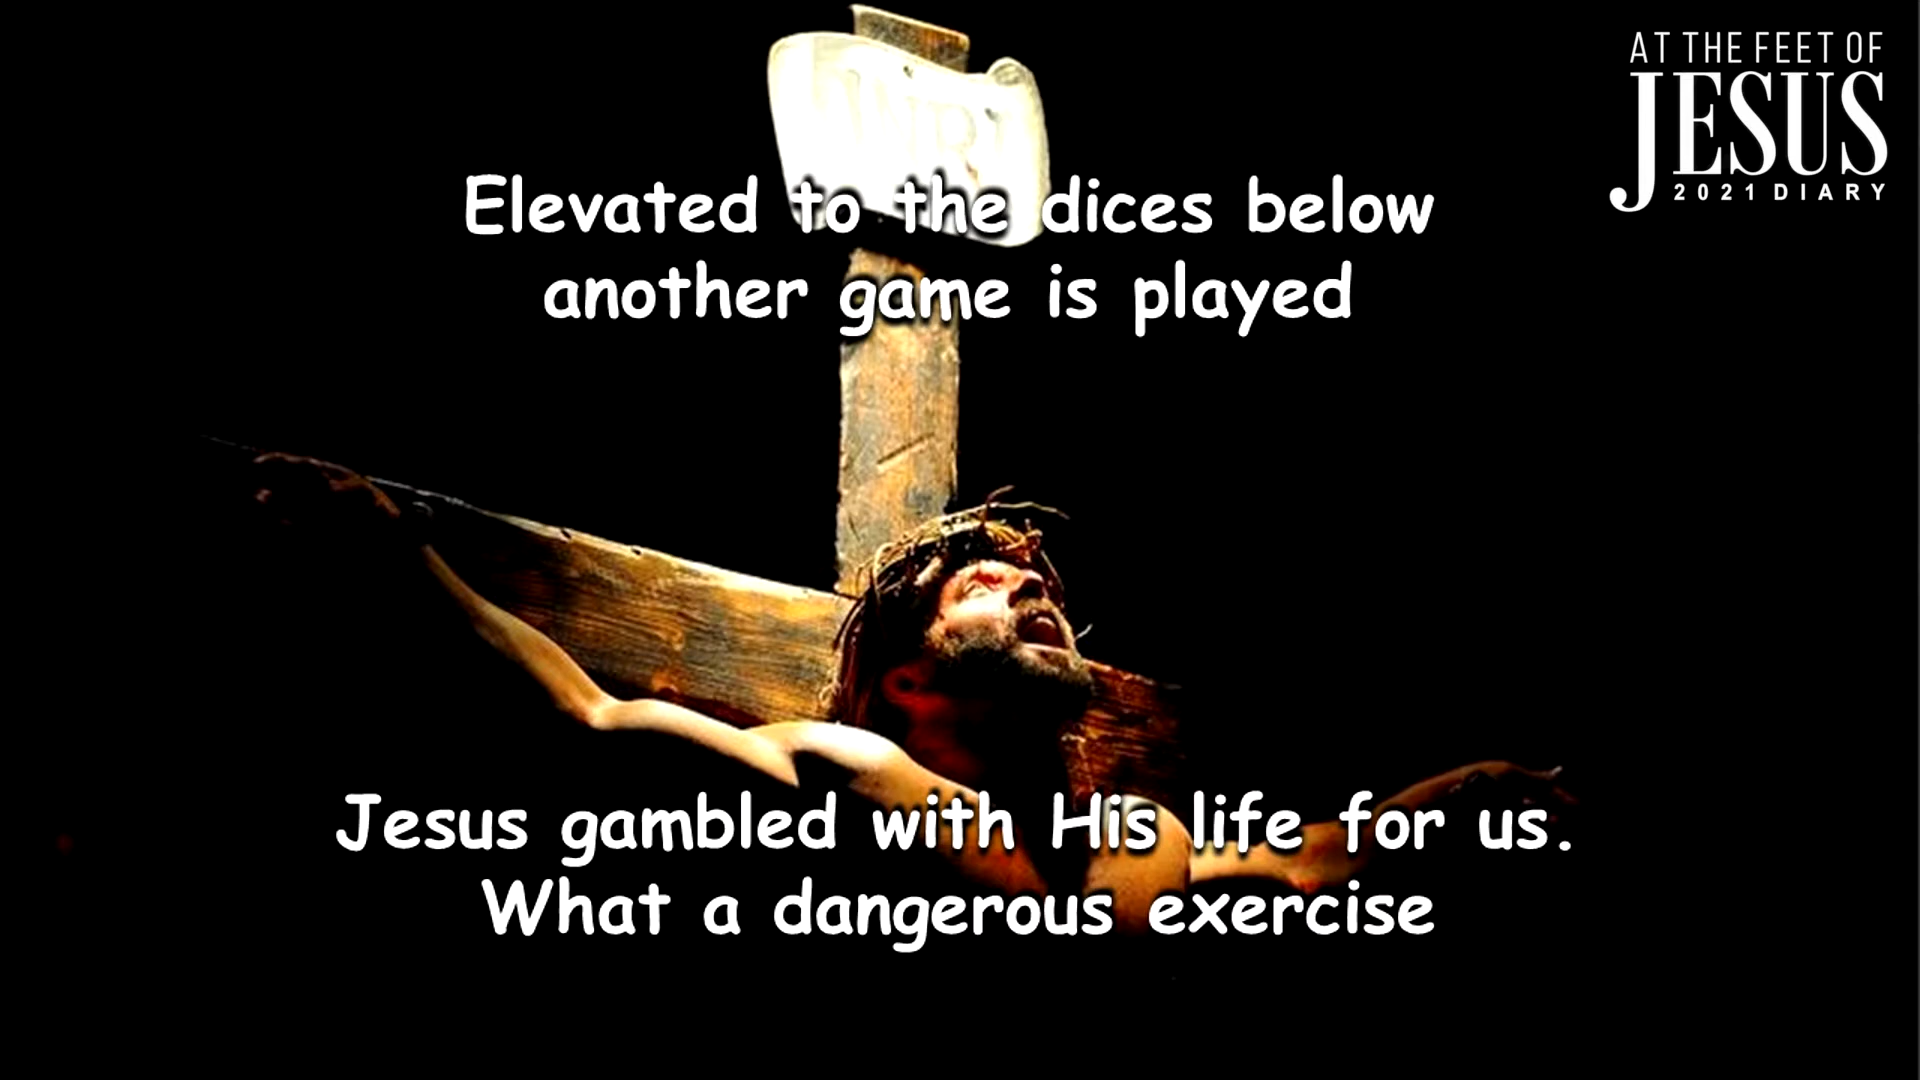 AT THE FEET OF
JESUS
2021 DIARY
Elevated to the dices below
another game is played
Jesus gambled with His life for us.
What a dangerous exercise